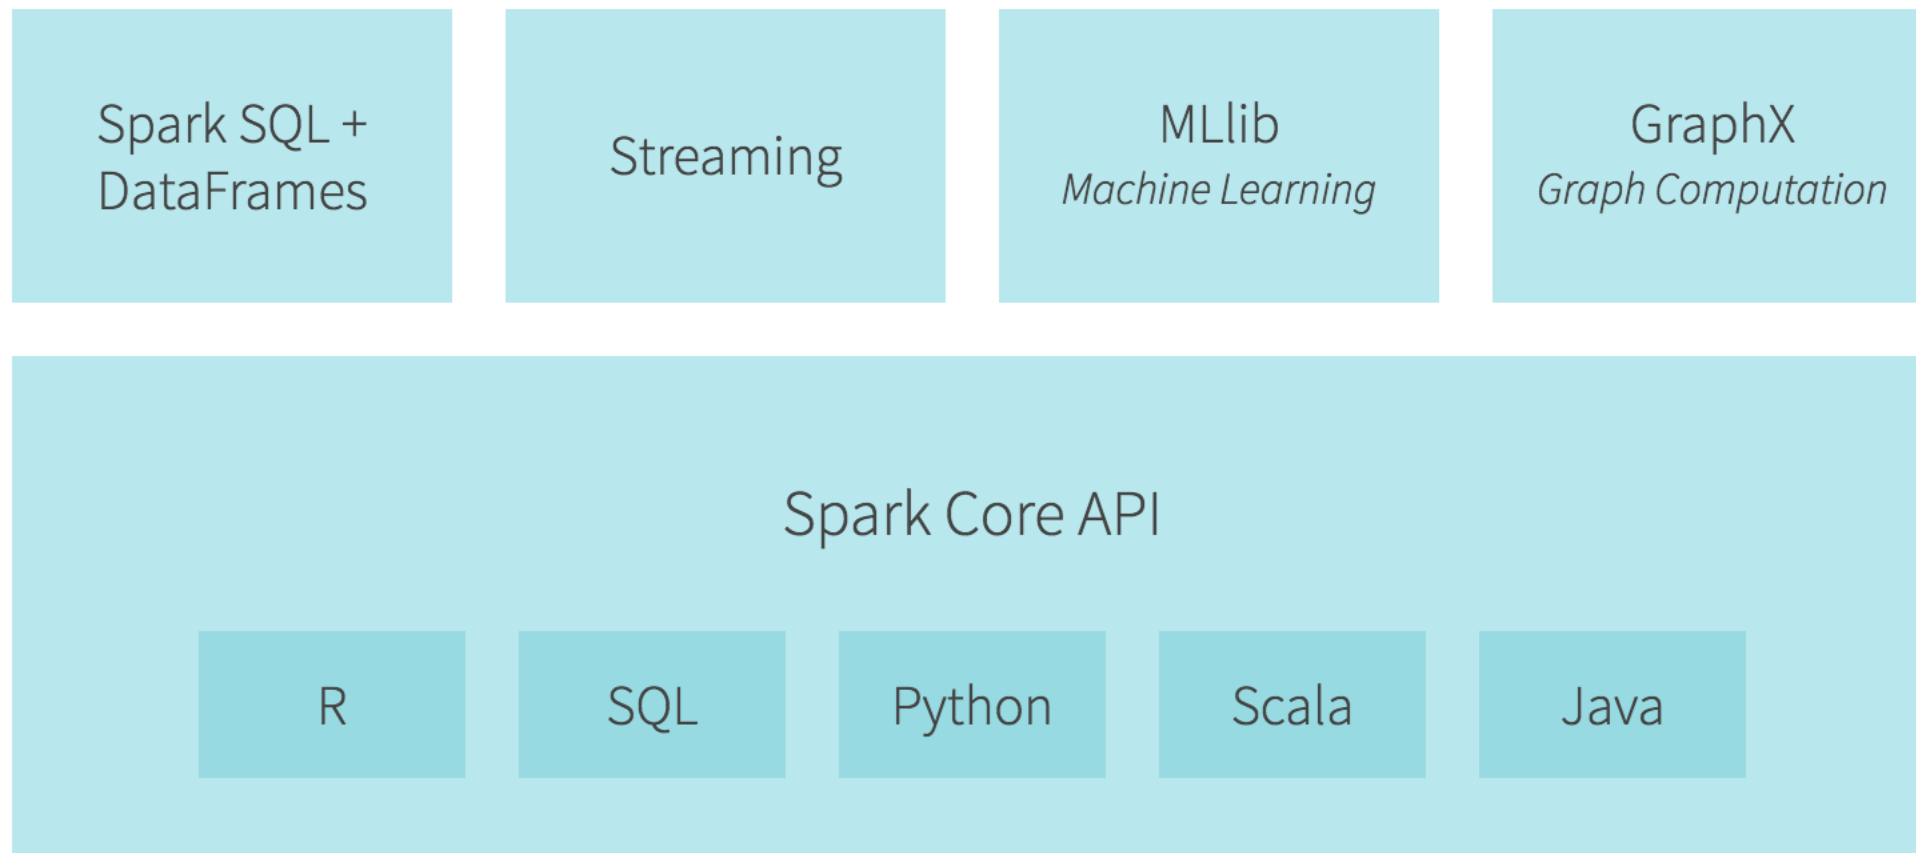 Spark SQL +
DataFrames
Streaming
MLlib
Machine Learning
GraphX
Graph Computation
Spark Core API
R
SQL
Python
Scala
Java